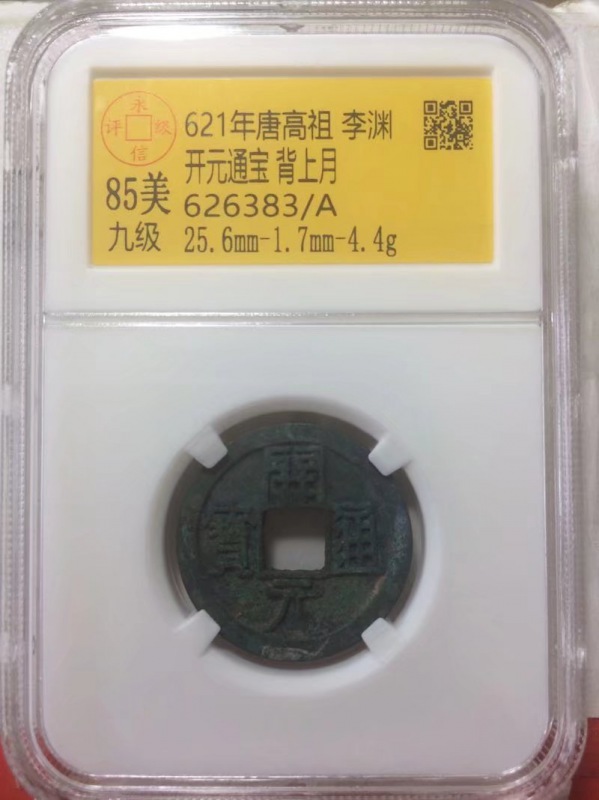 永信评级
621年唐高祖 李渊
开元通宝 背上月
85美 626383/A
九级 25.6mm-1.7mm-4.4g
開元通寶